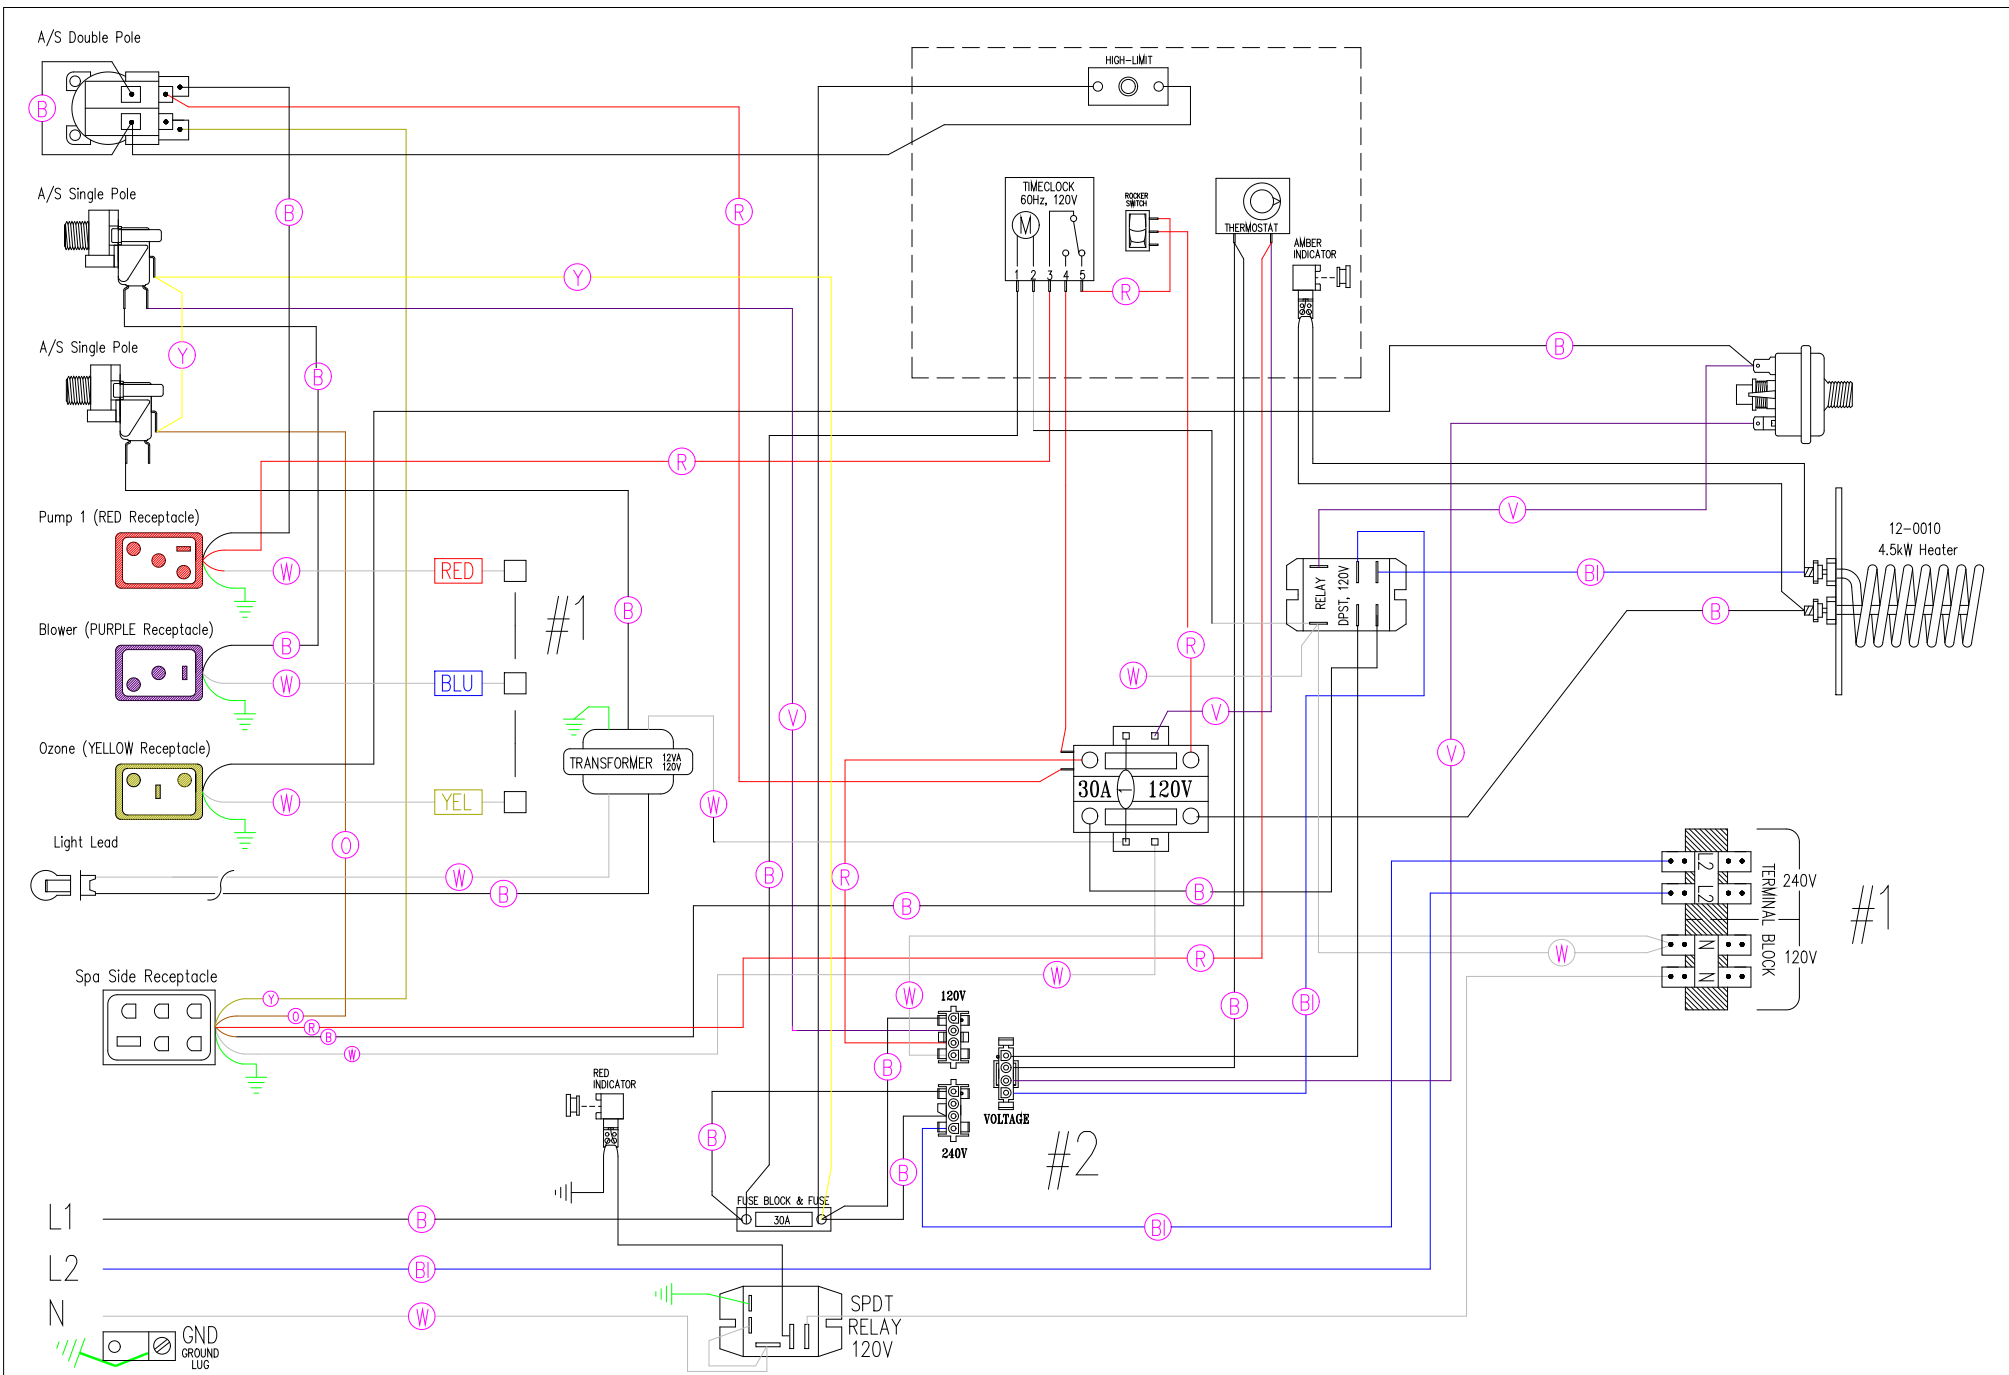 A/S Double Pole
B
HIGH-LIMIT
A/S Single Pole
B
R
TIMECLOCK
60Hz, 120V
M
1 2 3 4 5
ROCKER
SWITCH
R
THERMOSTAT
AMBER
INDICATOR
Y
A/S Single Pole
Y
B
B
R
V
Pump 1 (RED Receptacle)
W
RED
#1
B
RELAY
DPST, 120V
BI
B
12-0010
4.5kW Heater
Blower (PURPLE Receptacle)
B
W
BLU
R
W
V
V
V
Ozone (YELLOW Receptacle)
W
YEL
TRANSFORMER
12VA
120V
W
30A
1
120V
Light Lead
O
W
B
B
R
B
B
L2
L2
N
N
TERMINAL BLOCK
240V
120V
#1
W
Spa Side Receptacle
Y
O
R
B
W
R
W
W
B
BI
120V
B
VOLTAGE
240V
#2
RED
INDICATOR
B
B
FUSE BLOCK & FUSE
30A
L1
B
BI
L2
BI
N
W
SPDT
RELAY
120V
GND
GROUND
LUG